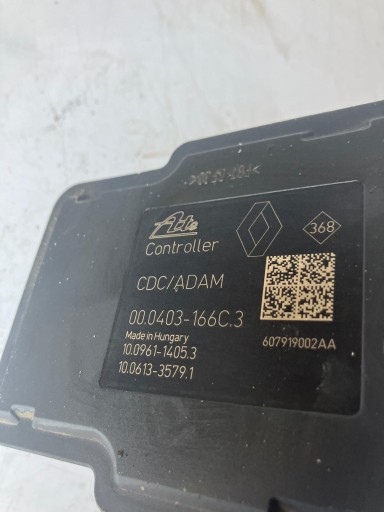 Ate
368
Controller
CDC/ADAM
00.0403-166C.3
Made in Hungary
607919002AA
10.0961-1405.3
10.0613-3579.1